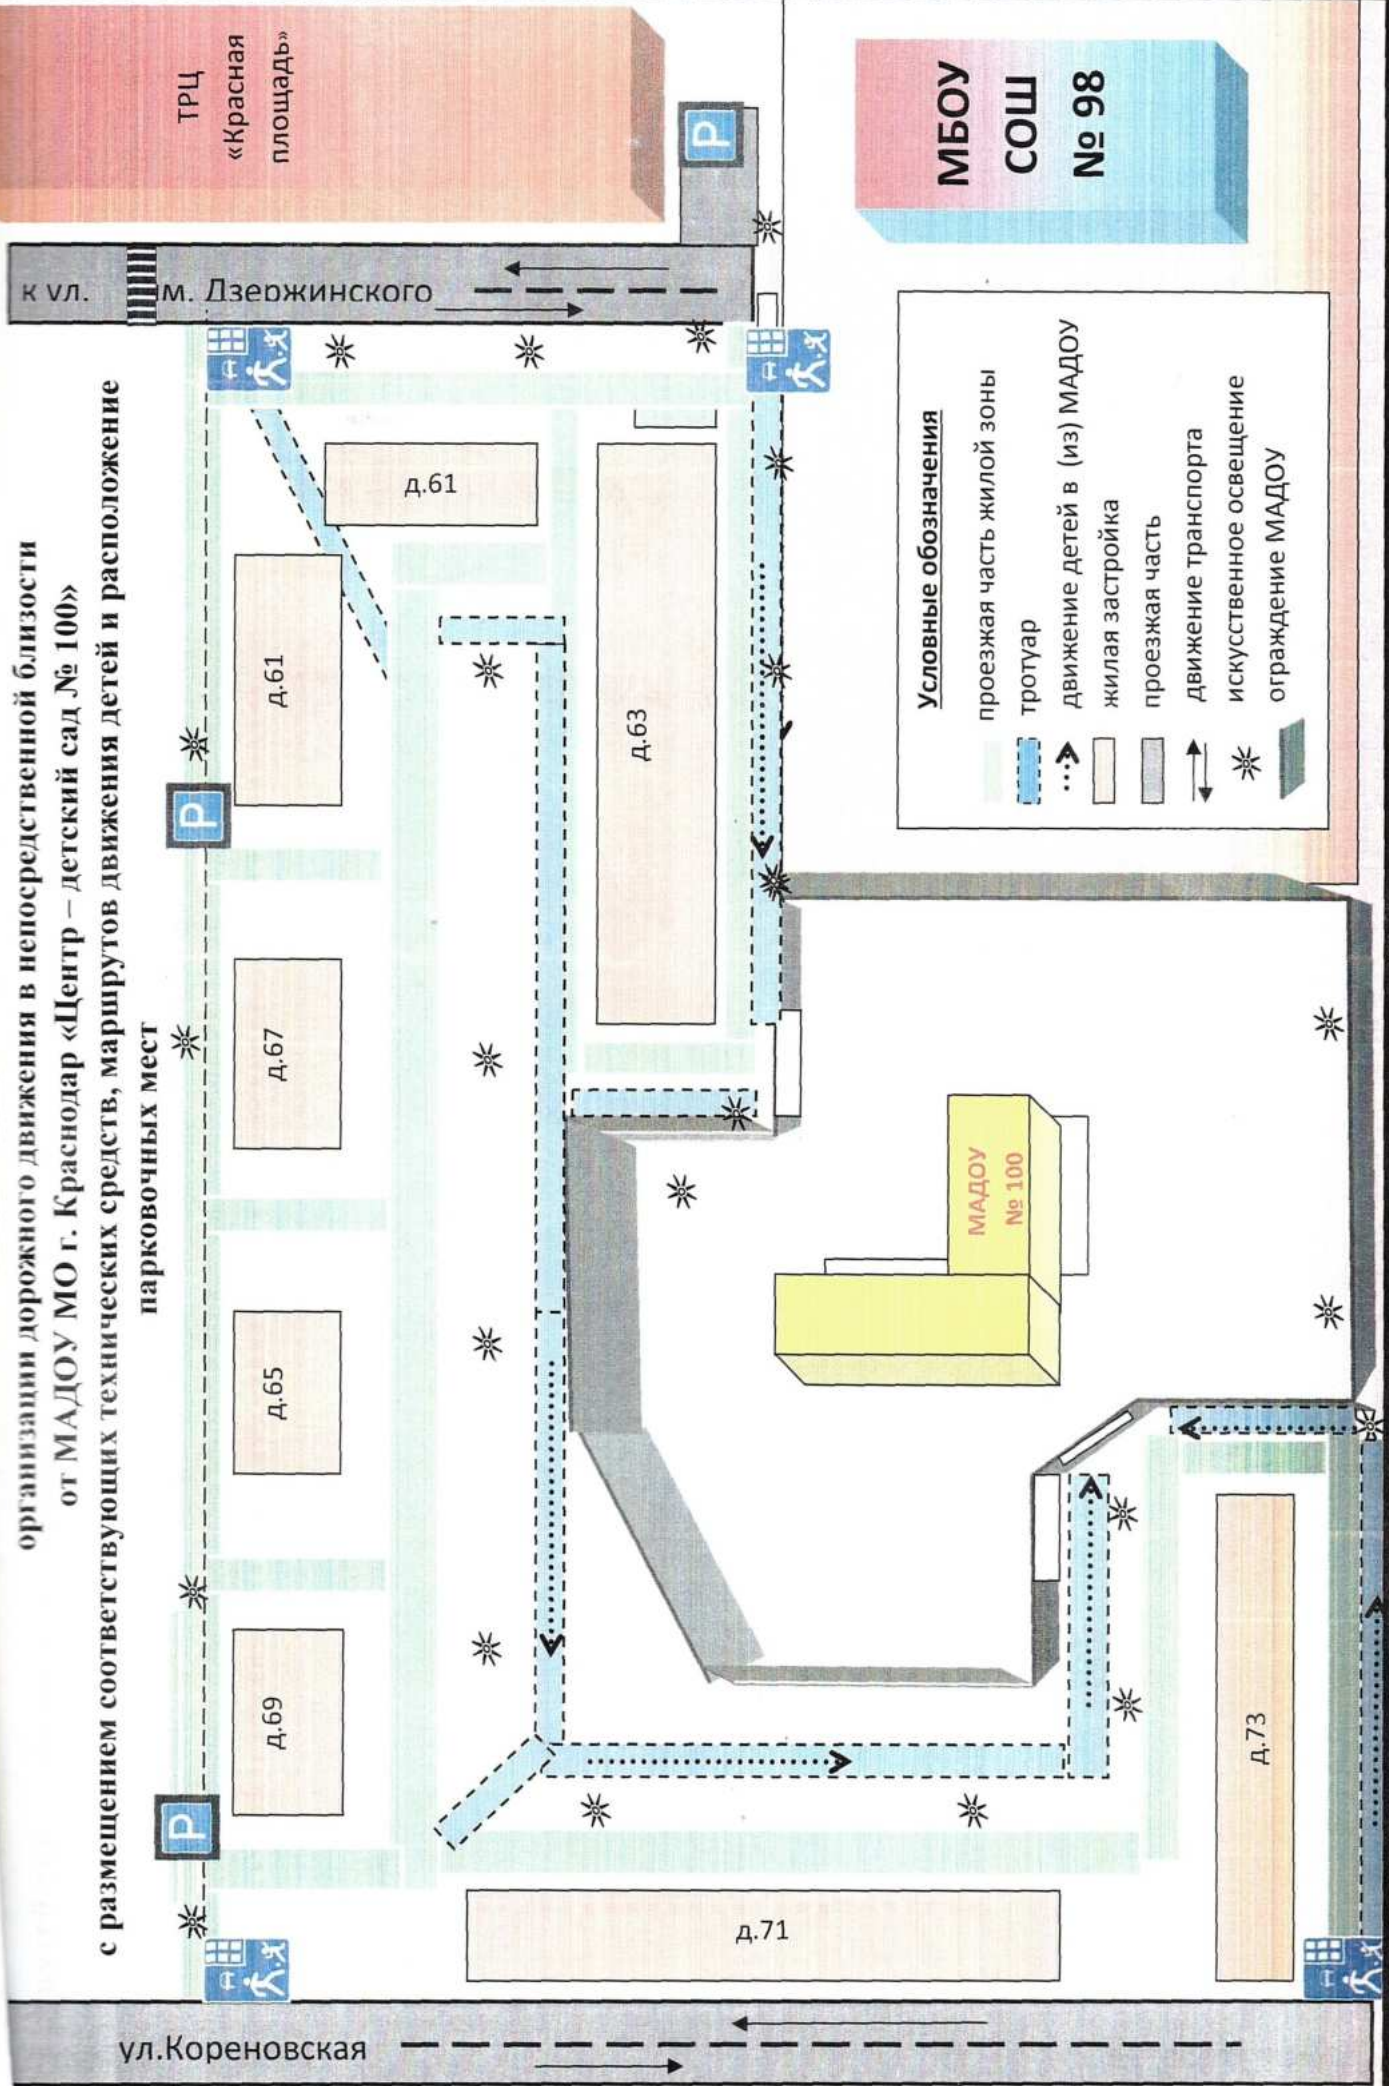 организации дорожного движения в непосредственной близости
от МАДОУ МО г. Краснодар «Центр – детский сад № 100»
с размещением соответствующих технических средств, маршрутов движения детей и расположение
парковочных мест
ТРЦ
«Красная
площадь»
к ул.
м. Дзержинского
P
P
P
МБОУ
СОШ
№ 98
д.61
д.61
д.63
д.67
д.65
д.69
д.71
д.73
МАДОУ
№ 100
ул.Кореновская
Условные обозначения
проезжая часть жилой зоны
тротуар
движение детей в (из) МАДОУ
жилая застройка
проезжая часть
движение транспорта
искусственное освещение
ограждение МАДОУ